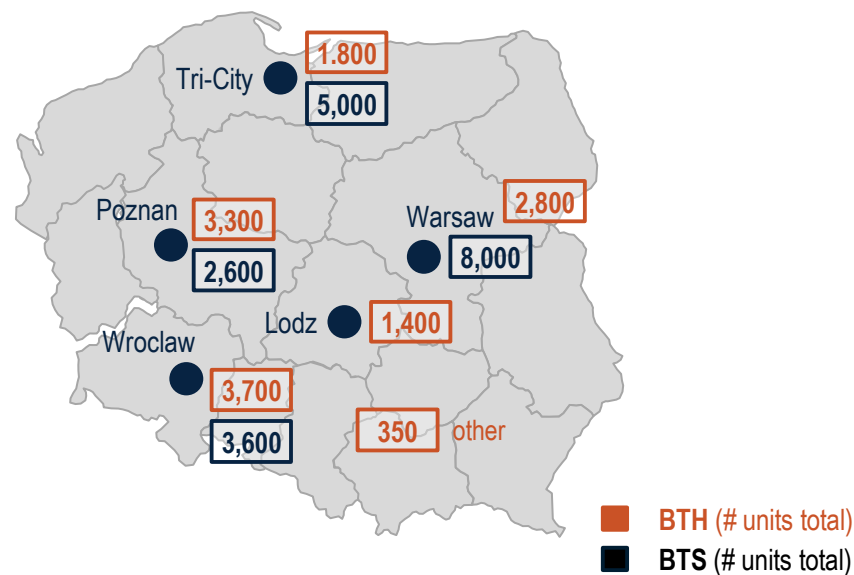 1.800
Tri-City
5,000
2,800
Poznan
3,300
Warsaw
2,600
8,000
Lodz
1,400
Wroclaw
3,700
3,600
350 other
BTH (# units total)
BTS (# units total)